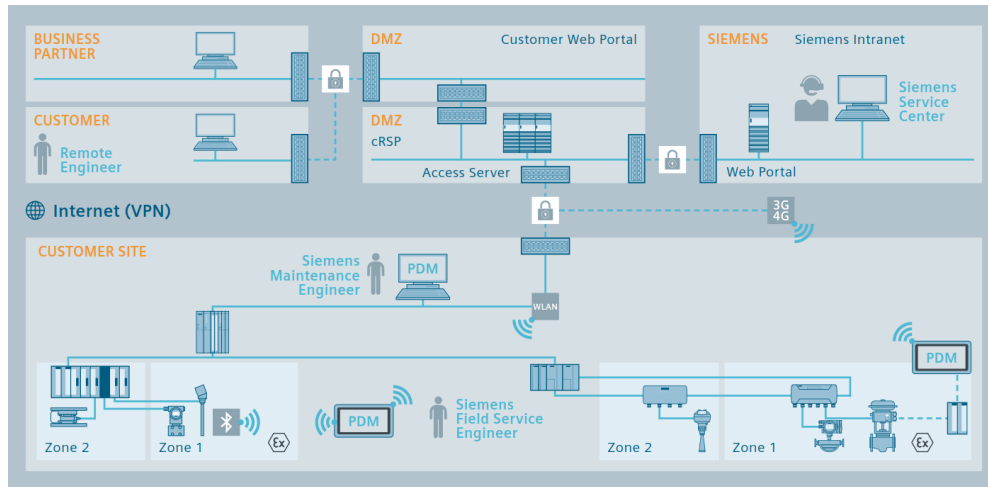 BUSINESS
PARTNER
DMZ
Customer Web Portal
SIEMENS
Siemens Intranet
Siemens
Service
Center
CUSTOMER
Remote
Engineer
DMZ
cRSP
Access Server
Web Portal
Internet (VPN)
3G
4G
CUSTOMER SITE
Siemens
Maintenance
Engineer
PDM
WLAN
PDM
PDM
Siemens
Field Service
Engineer
Zone 2
Zone 1
Ex
Zone 2
Zone 1
Ex